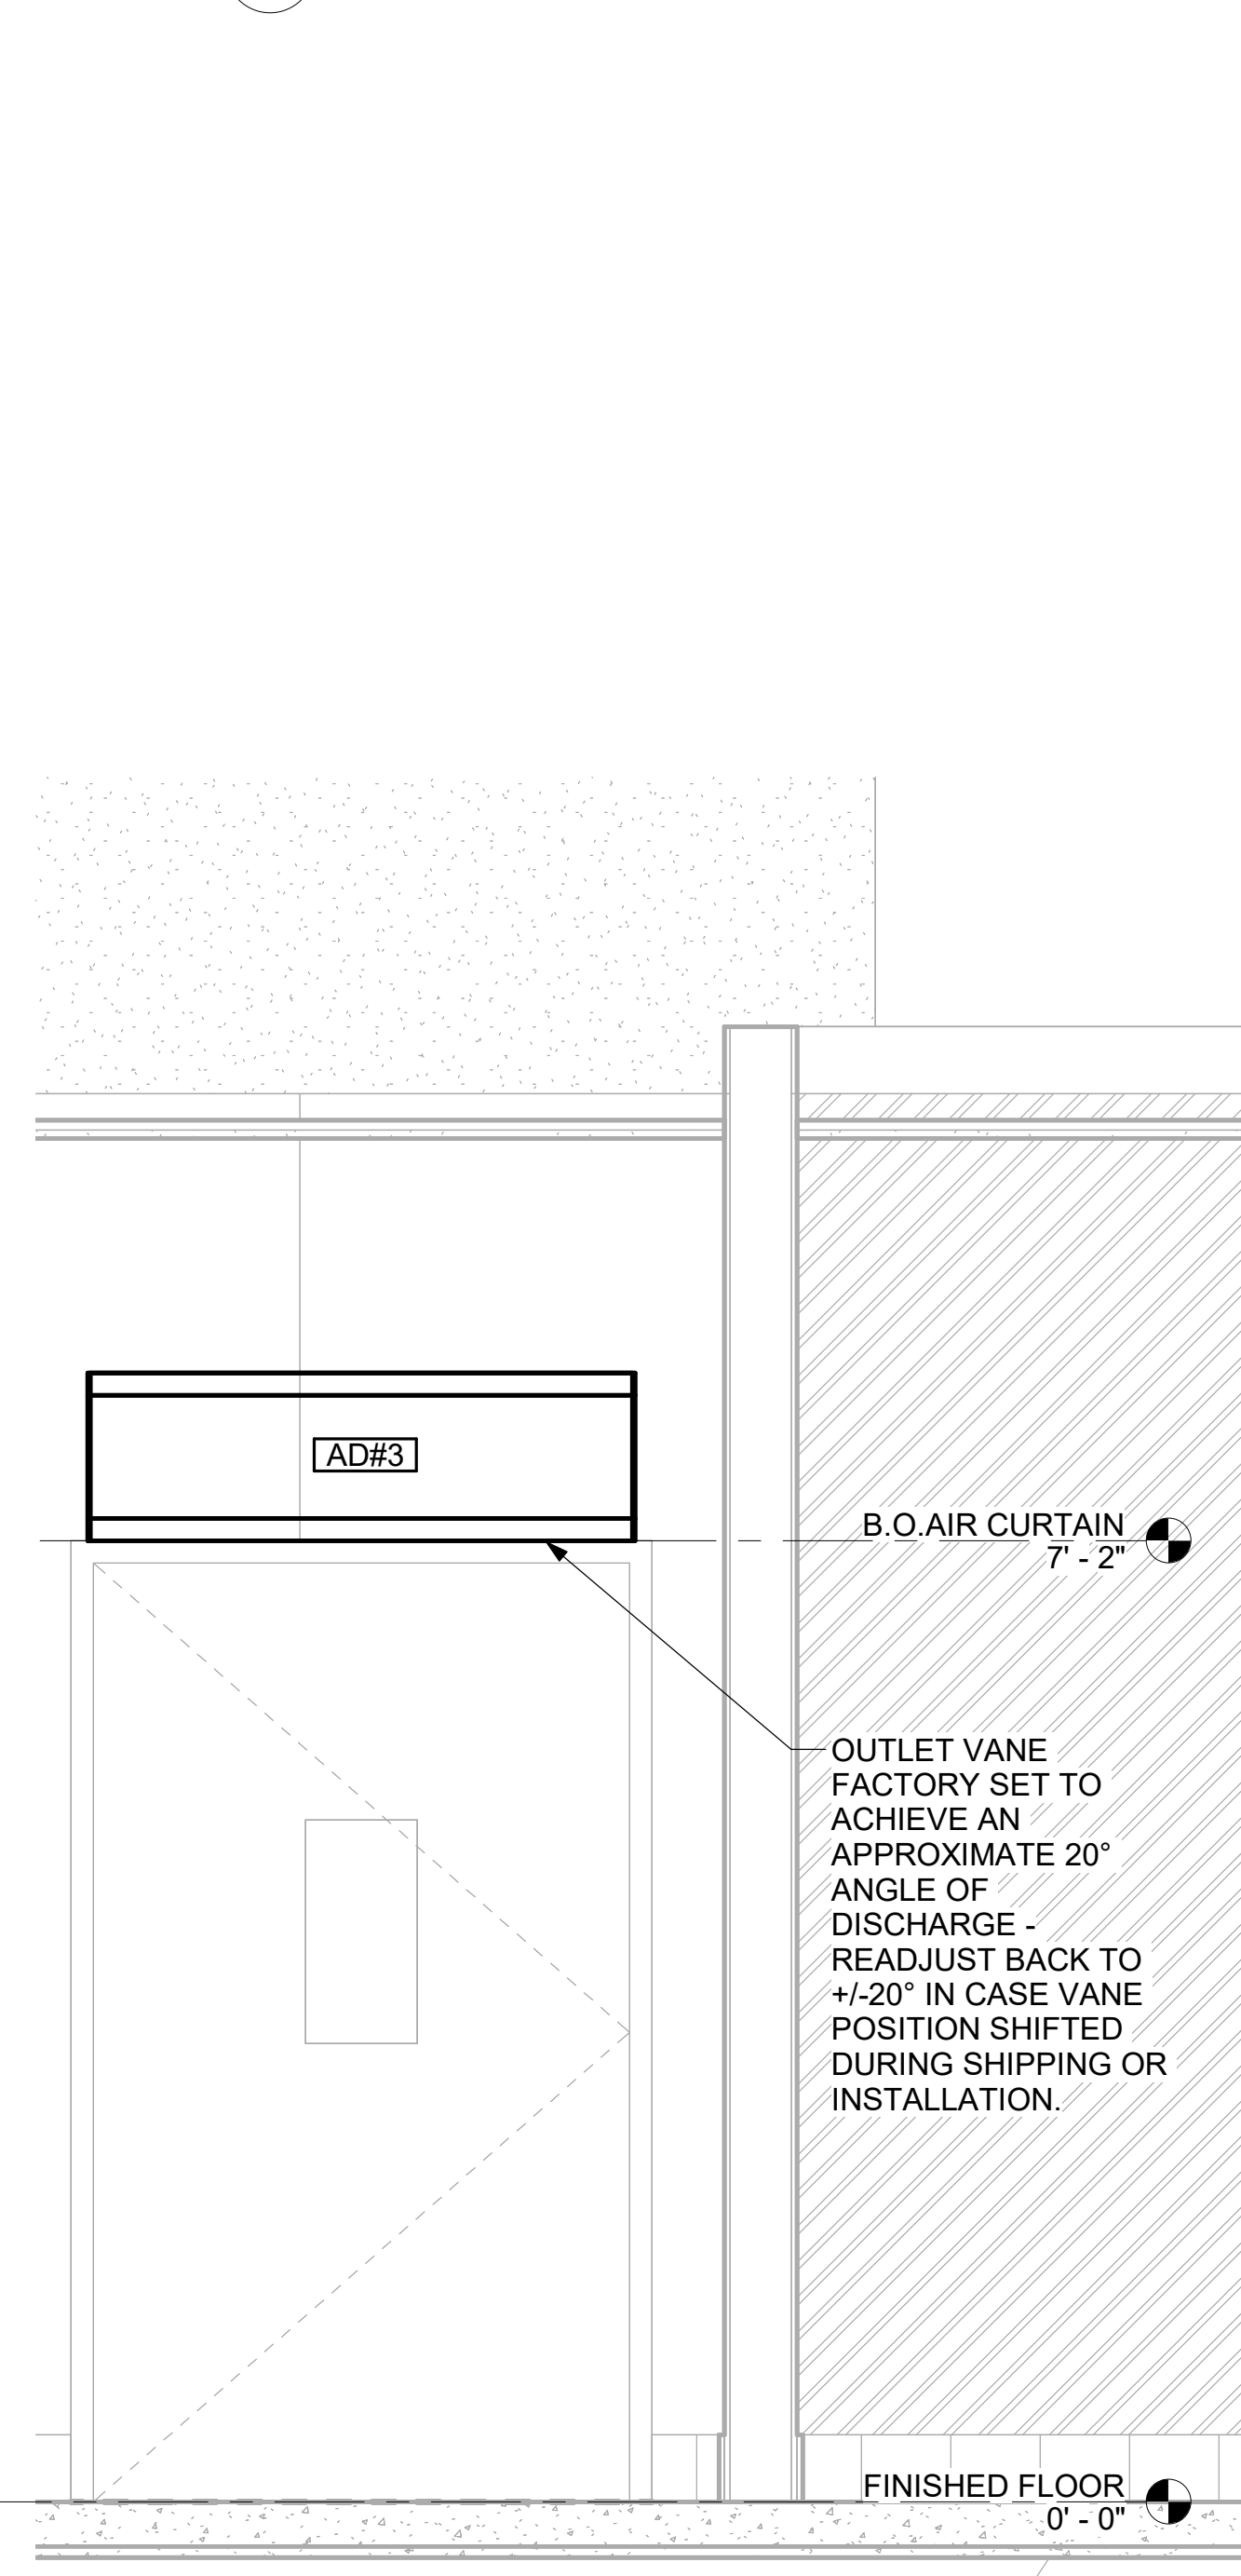 AD#3
B.O.AIR CURTAIN
7' - 2"
OUTLET VANE
FACTORY SET TO
ACHIEVE AN
APPROXIMATE 20°
ANGLE OF
DISCHARGE -
READJUST BACK TO
+/-20° IN CASE VANE
POSITION SHIFTED
DURING SHIPPING OR
INSTALLATION.
FINISHED FLOOR
0' - 0"